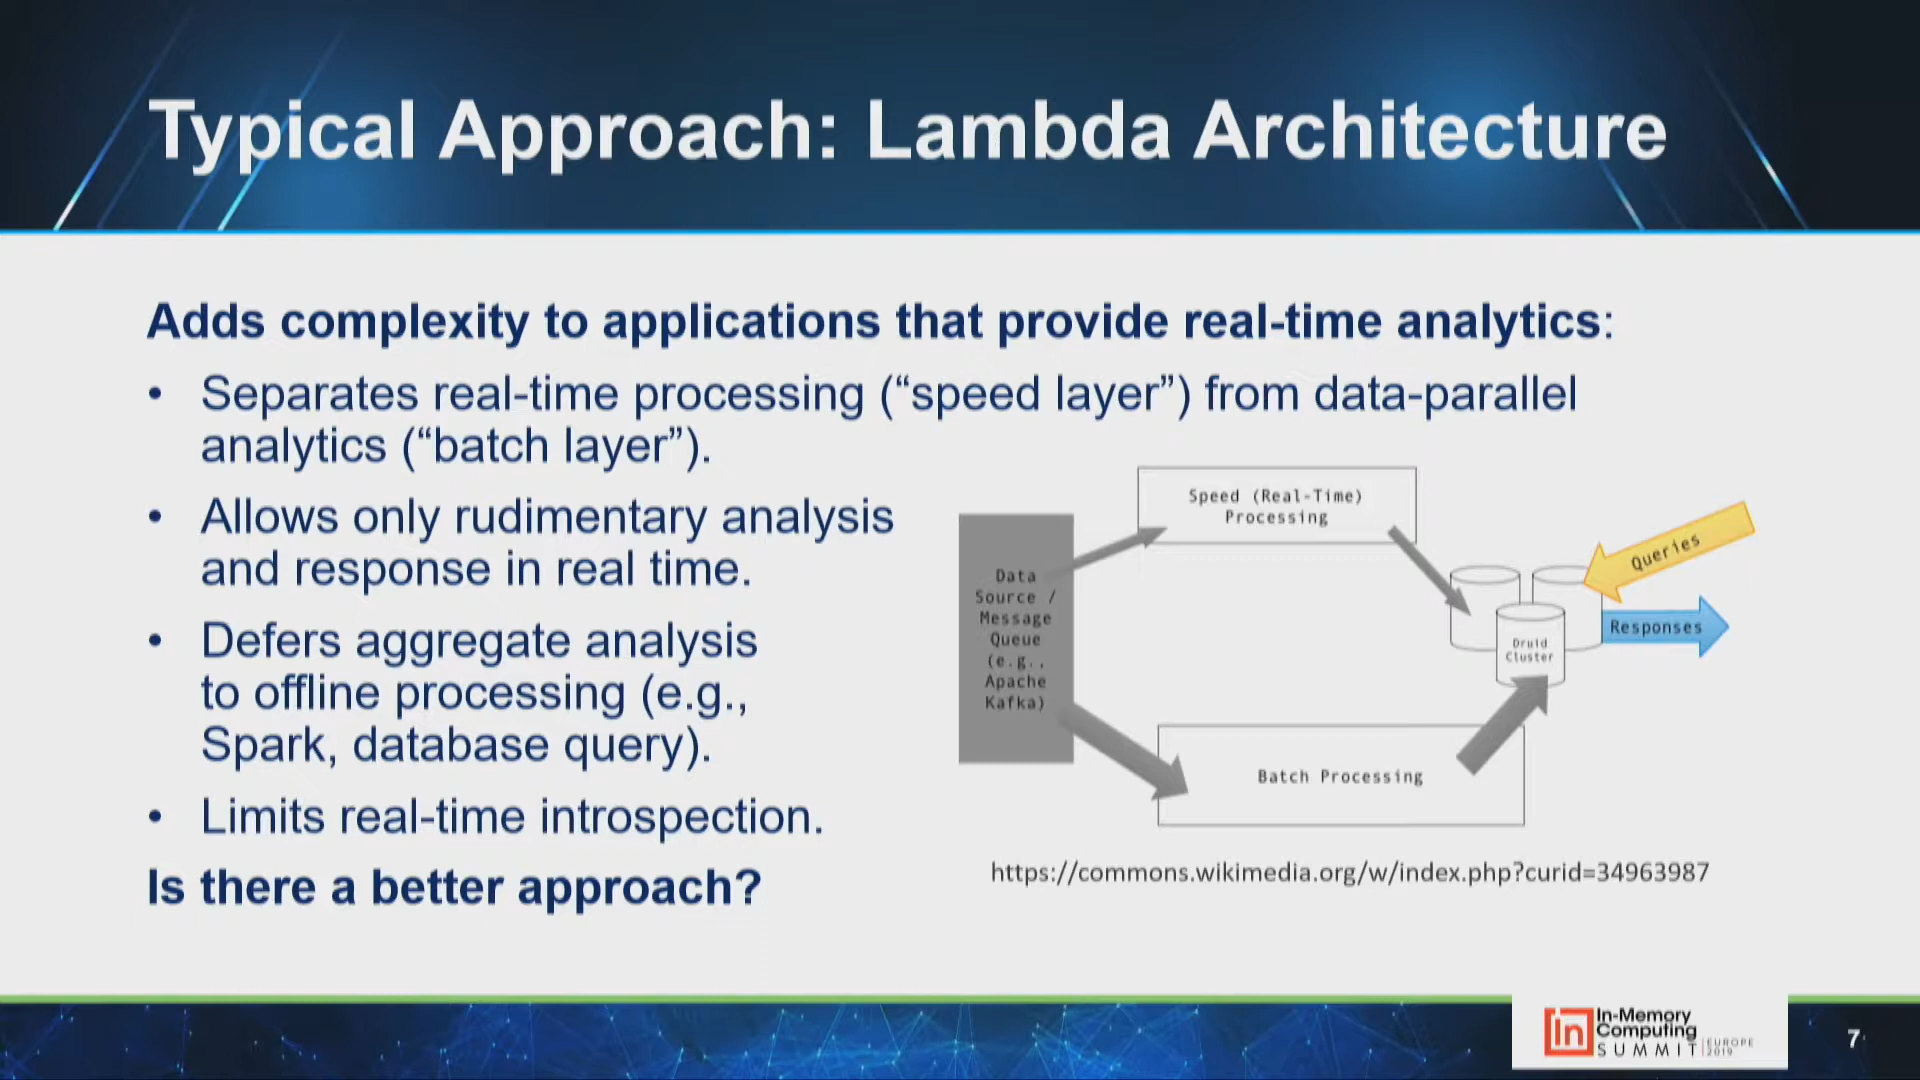 Typical Approach: Lambda Architecture
Adds complexity to applications that provide real-time analytics:
• Separates real-time processing (“speed layer”) from data-parallel
analytics (“batch layer”).
• Allows only rudimentary analysis
and response in real time.
• Defers aggregate analysis
to offline processing (e.g.,
Spark, database query).
• Limits real-time introspection.
Is there a better approach?
Speed (Real-Time)
Processing
Data
Source /
Message
Queue
(e.g..
Apache
Kafka)
Queries
Responses
Druid
Cluster
Batch Processing
https://commons.wikimedia.org/w/index.php?curid=34963987
in
In-Memory
Computing
SUMMIT
EUROPE
2019
7